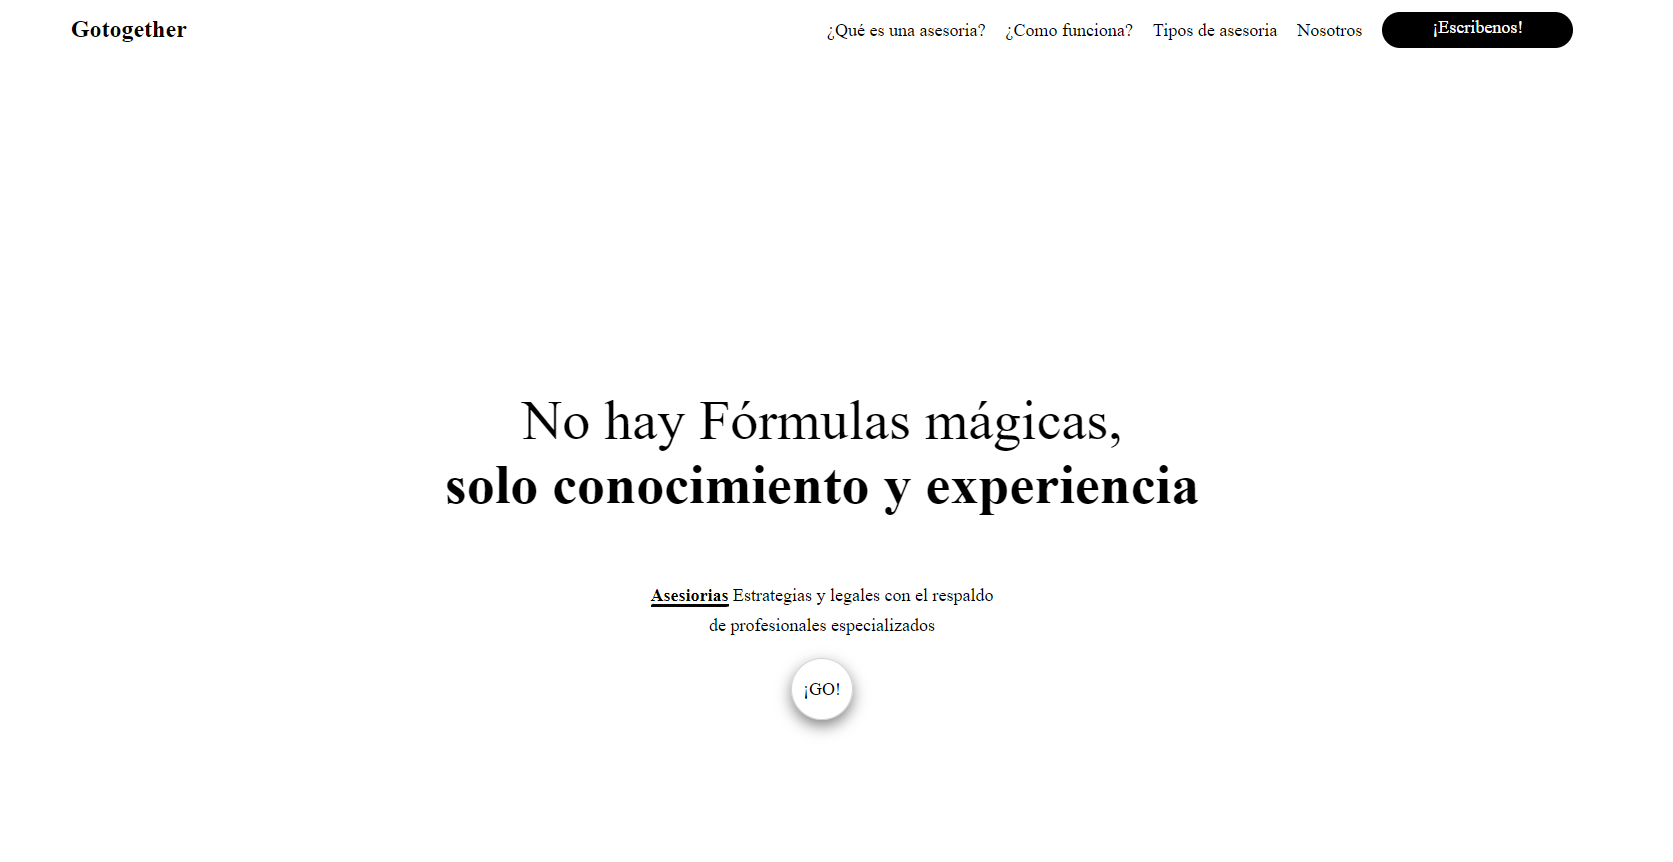 Gotogether
¿Qué es una asesoria? ¿Como funciona? Tipos de asesoria Nosotros ¡Escribenos!
No hay Fórmulas mágicas,
solo conocimiento y experiencia
Asesiorias Estrategias y legales con el respaldo
de profesionales especializados
¡GO!